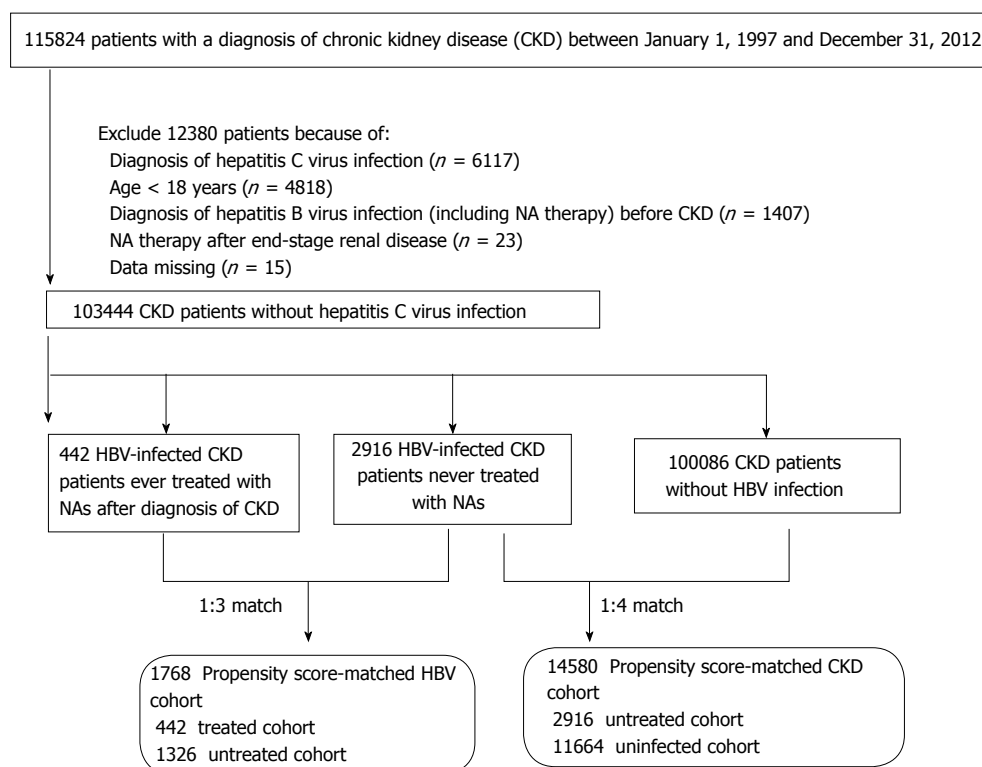 115824 patients with a diagnosis of chronic kidney disease (CKD) between January 1, 1997 and December 31, 2012
Exclude 12380 patients because of:
Diagnosis of hepatitis C virus infection (n = 6117)
Age < 18 years (n = 4818)
Diagnosis of hepatitis B virus infection (including NA therapy) before CKD (n = 1407)
NA therapy after end-stage renal disease (n = 23)
Data missing (n = 15)
103444 CKD patients without hepatitis C virus infection
442 HBV-infected CKD
patients ever treated with
NAs after diagnosis of CKD
2916 HBV-infected CKD
patients never treated
with NAs
100086 CKD patients
without HBV infection
1:3 match
1:4 match
1768 Propensity score-matched HBV
cohort
442 treated cohort
1326 untreated cohort
14580 Propensity score-matched CKD
cohort
2916 untreated cohort
11664 uninfected cohort